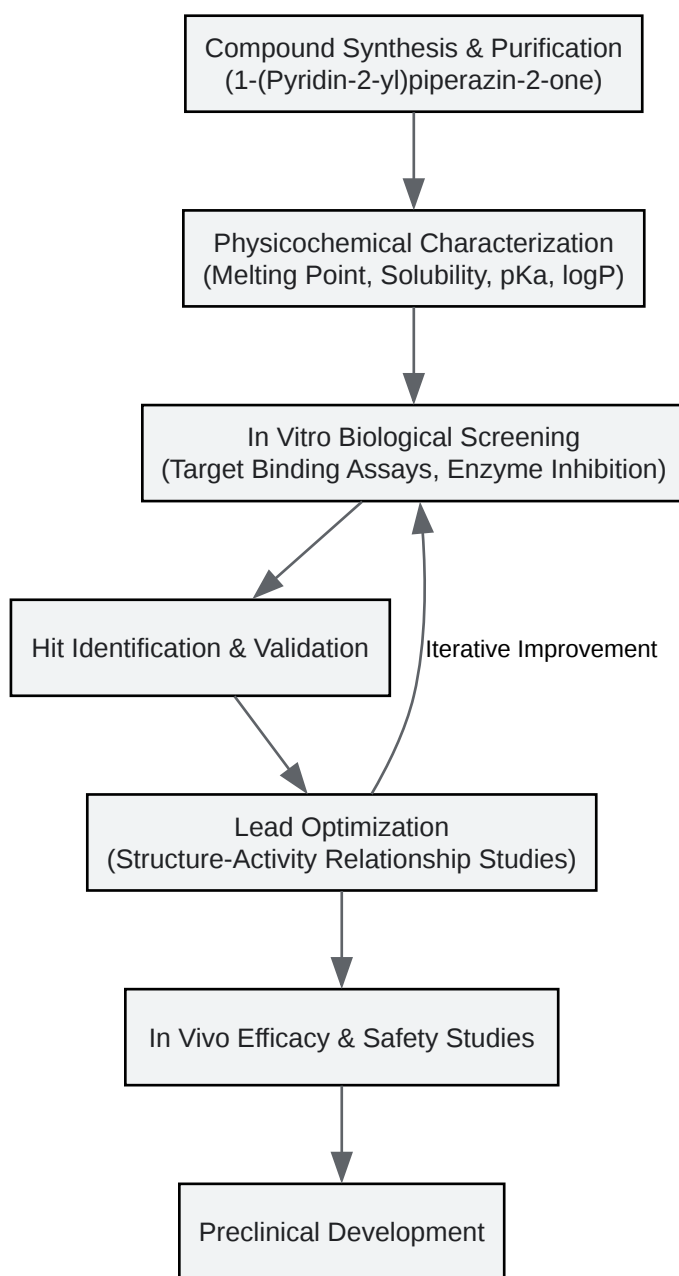 Compound Synthesis & Purification
(1-(Pyridin-2-yl)piperazin-2-one)
Physicochemical Characterization
(Melting Point, Solubility, pKa, logP)
In Vitro Biological Screening
(Target Binding Assays, Enzyme Inhibition)
Hit Identification & Validation
Iterative Improvement
Lead Optimization
(Structure-Activity Relationship Studies)
In Vivo Efficacy & Safety Studies
Preclinical Development